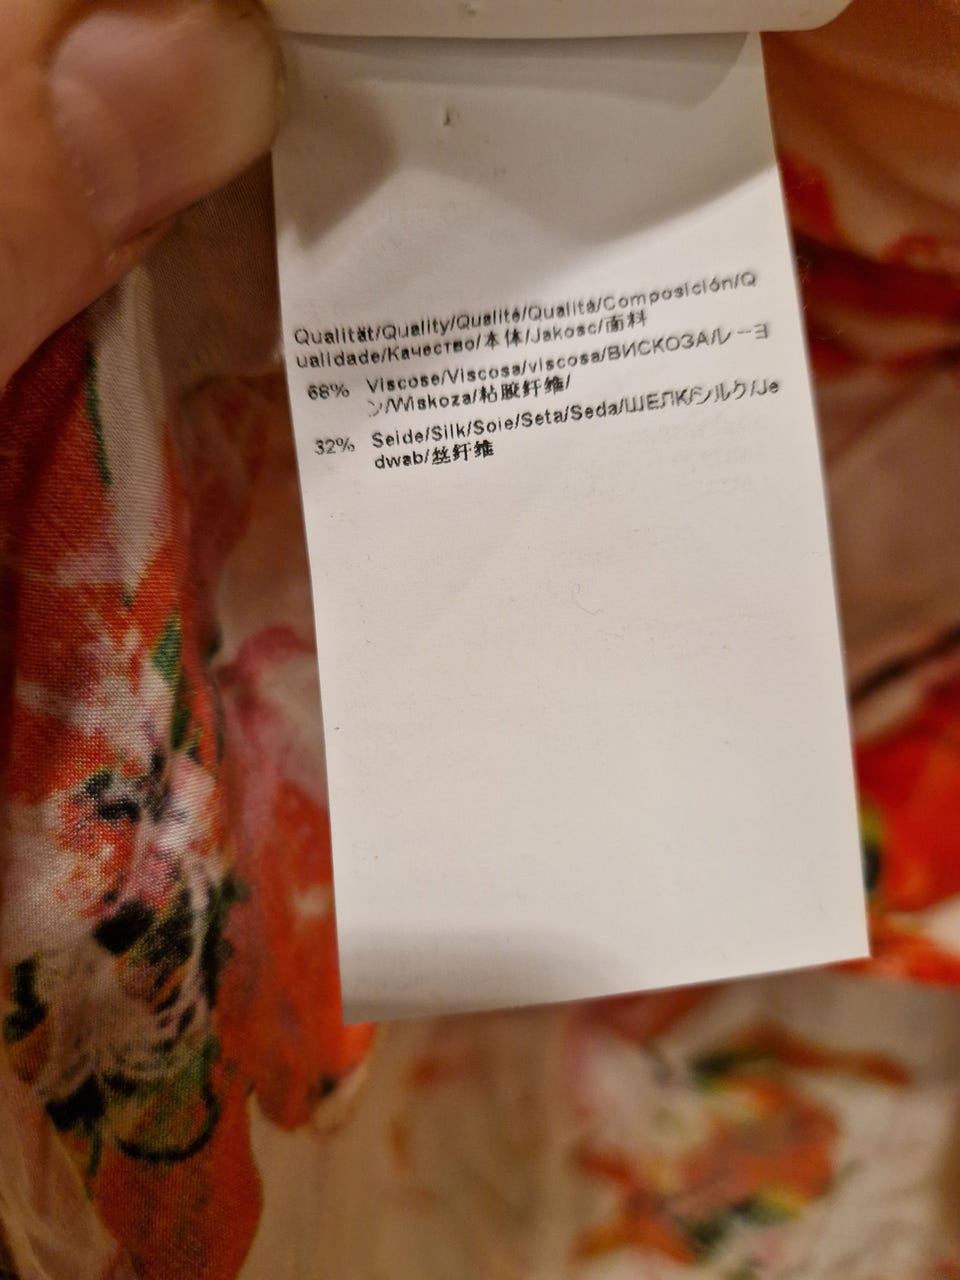 Qualität/Quality/Qualité/Qualità/Composición/Q
ualidade/Качество/本体/Jakosc/面料
68% Viscose/Viscosa/viscosa/ВИСКОЗА/レーヨ
ン/Wiskoza/粘胶纤维/
32% Seide/Silk/Soie/Seta/Seda/ШЕЛК/シルク/Je
dwab/丝纤维